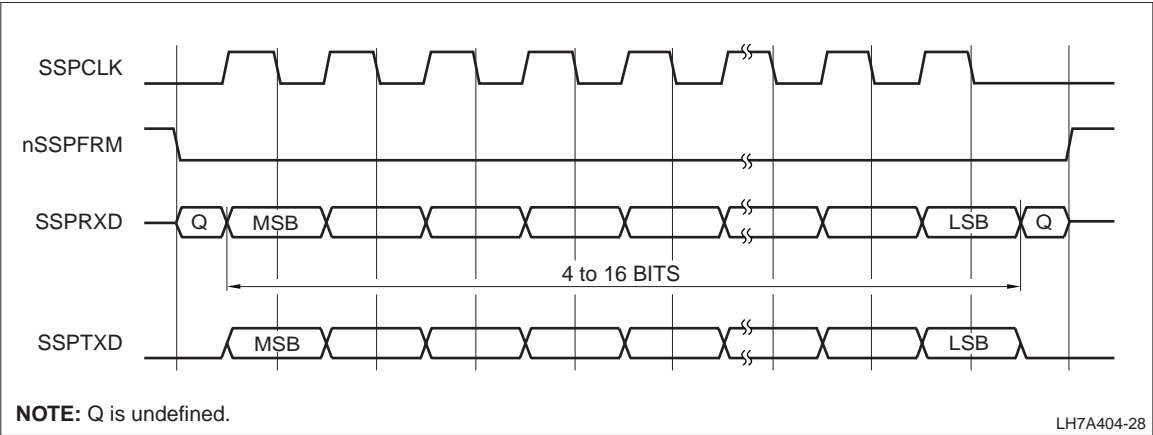 SSPCLK
nSSPFRM
SSPRXD Q MSB LSB Q
4 to 16 BITS
SSPTXD MSB LSB
NOTE: Q is undefined.
LH7A404-28